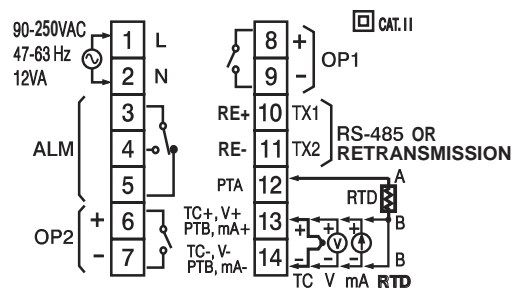 90-250VAC
47-63 Hz
12VA
1 L
2 N
3
ALM 4
5
6 +
OP2
7 −
8 +
OP1
9 −
CAT. II
RE+ 10 TX1
RE- 11 TX2
RS-485 OR
RETRANSMISSION
PTA 12 A
RTD
TC+, V+
PTB, mA+
13 + + + B
V
TC-, V-
PTB, mA-
14 − − − B
TC V mA RTD